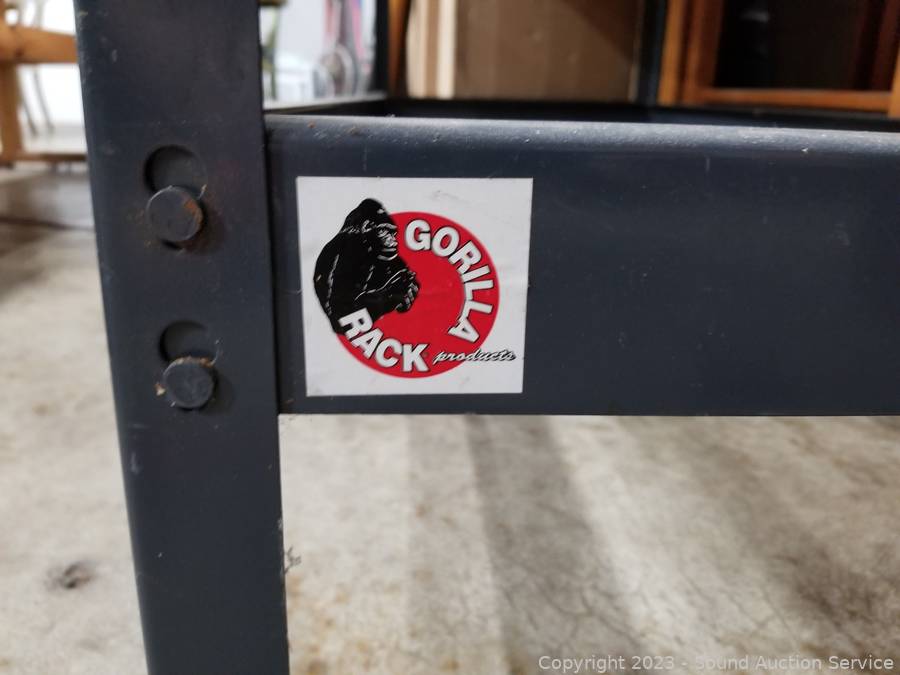 GORILLA
RACK
products
Copyright 2023 - Sound Auction Service